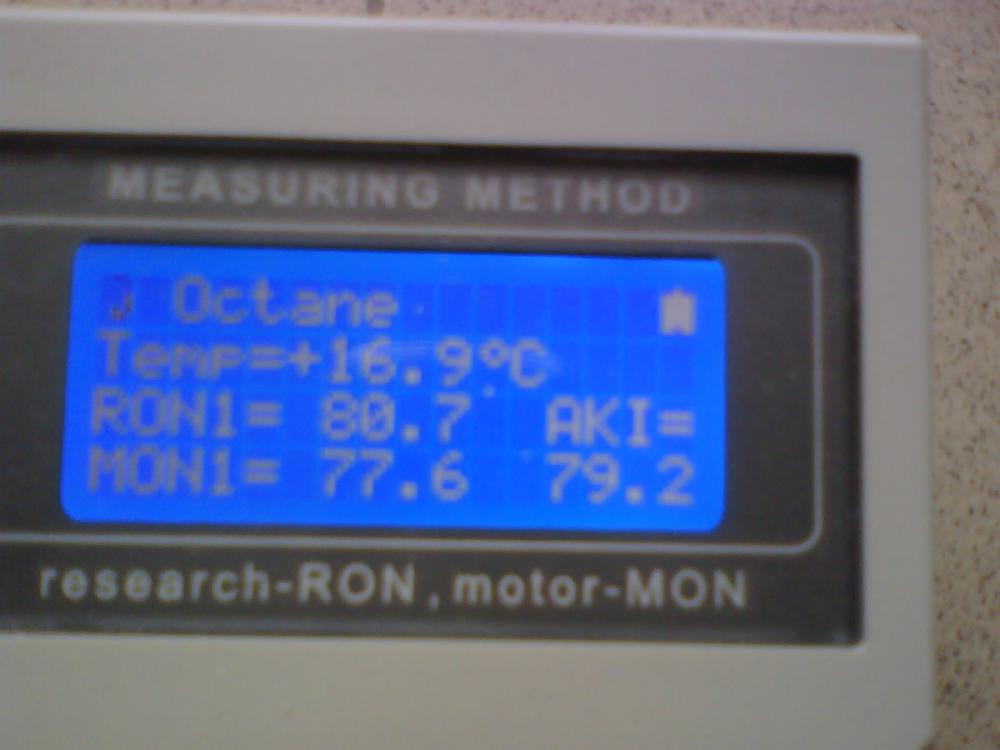 MEASURING METHOD
Octane
Temp=+16.9°C
RON1= 80.7 AKI=
MON1= 77.6 79.2
research-RON, motor-MON